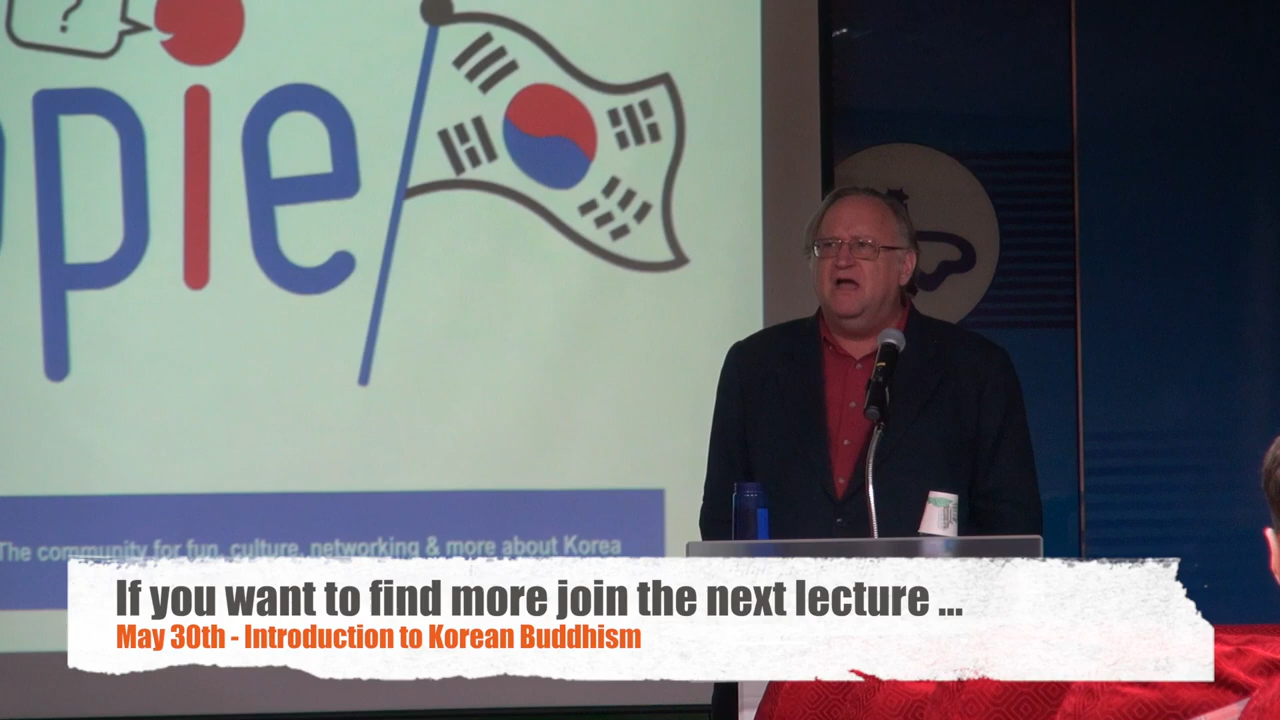 ?
pie
The community for fun, culture, networking & more about Korea
If you want to find more join the next lecture ...
May 30th - Introduction to Korean Buddhism